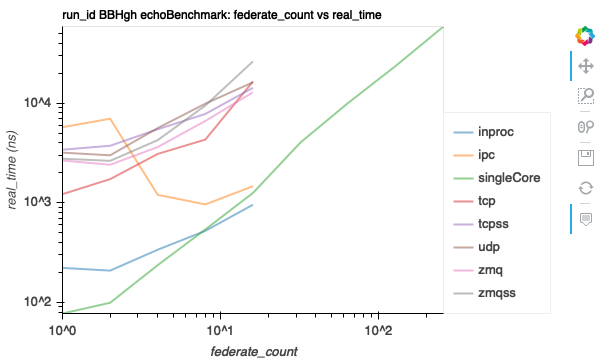 run_id BBHgh echoBenchmark: federate_count vs real_time
real_time (ns)
10^4
10^3
10^2
10^0
10^1
10^2
federate_count
inproc
ipc
singleCore
tcp
tcpss
udp
zmq
zmqss